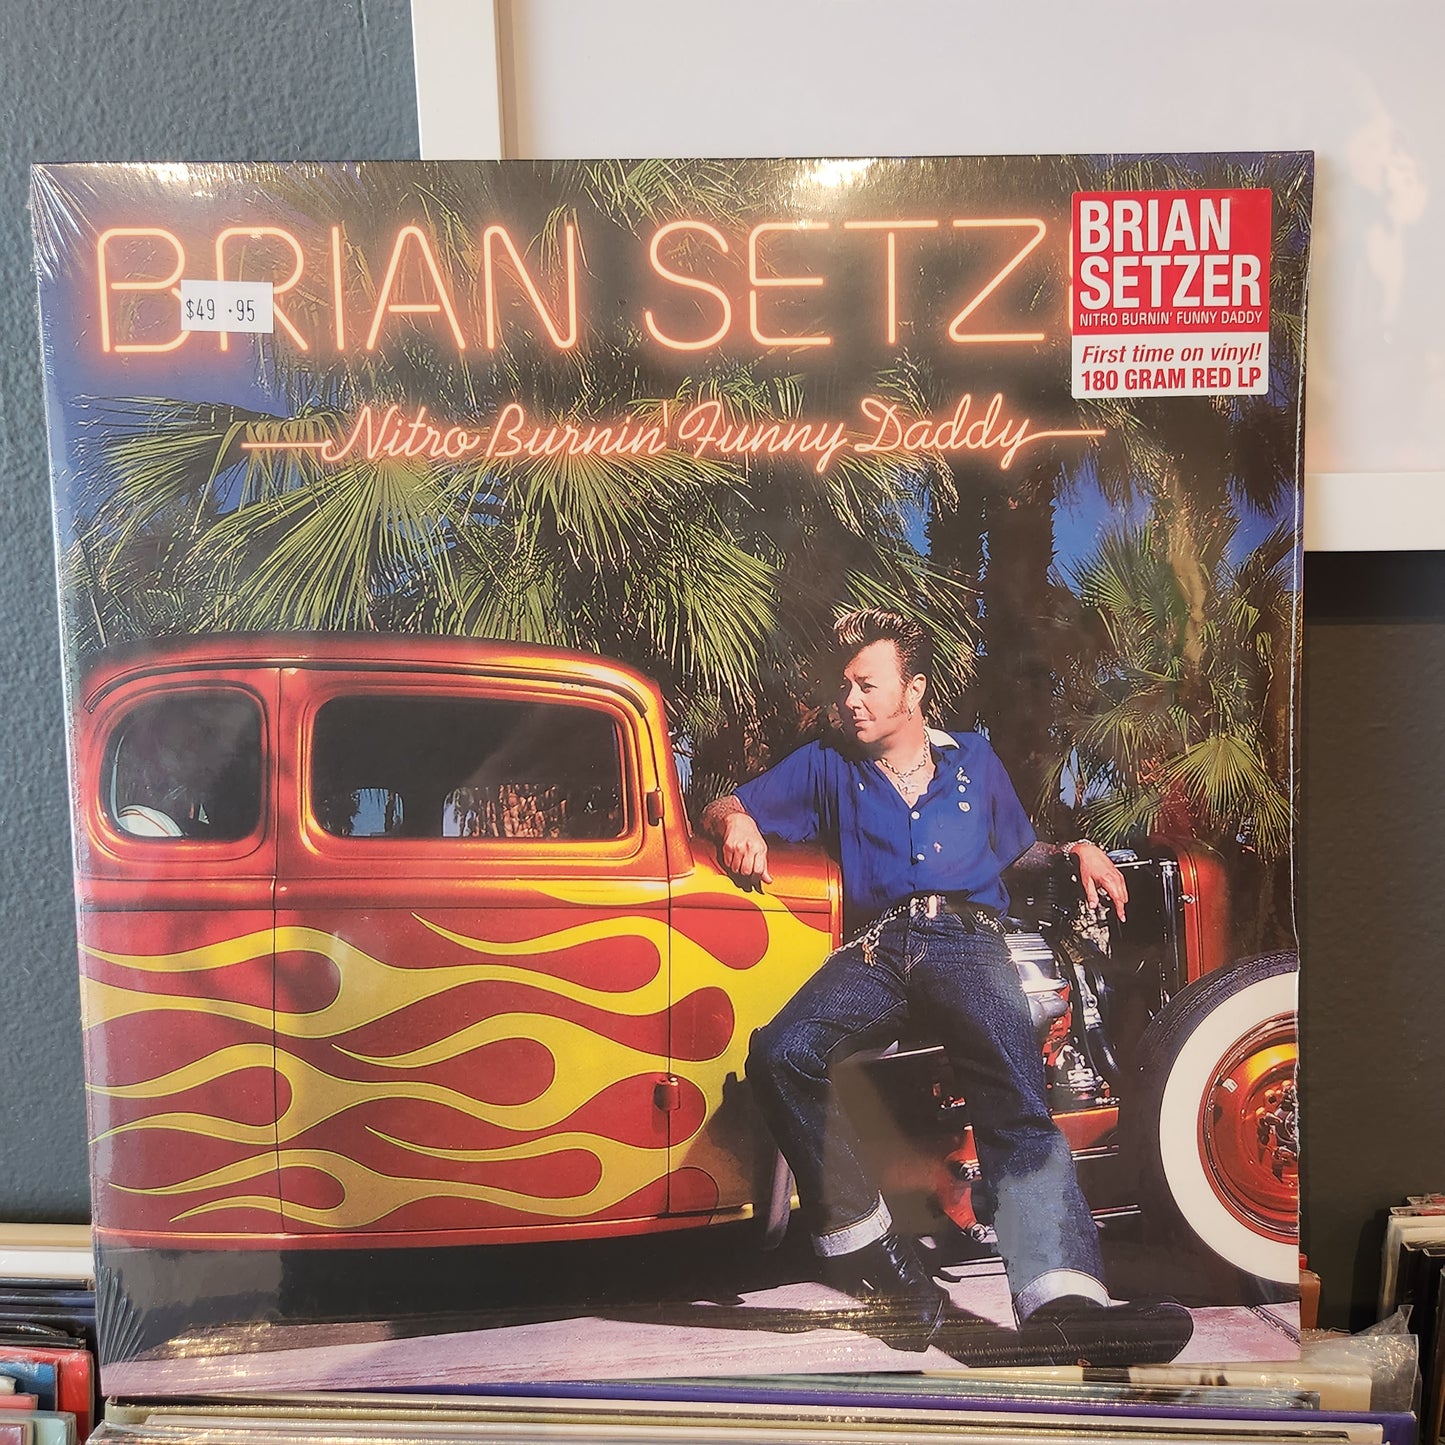 BRIAN SETZ
$49.95
Nitro Burnin' Funny Daddy
BRIAN
SETZER
NITRO BURNIN' FUNNY DADDY
First time on vinyl!
180 GRAM RED LP